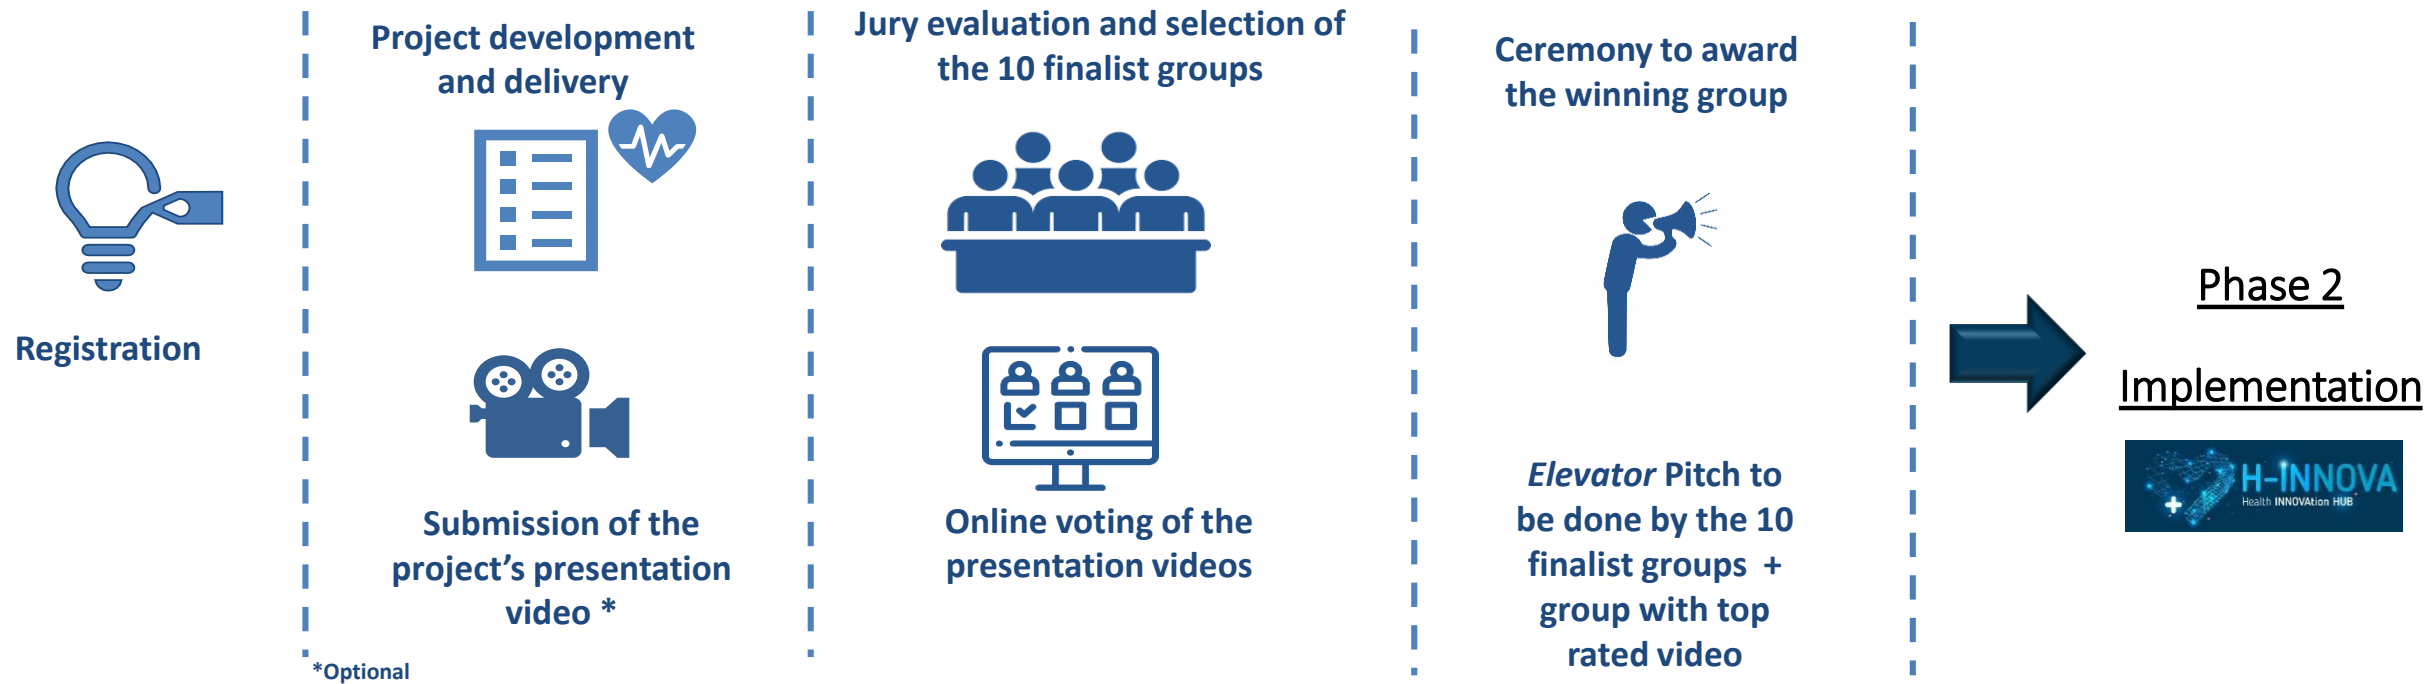 Registration
Project development
and delivery
Submission of the
project’s presentation
video *
*Optional
Jury evaluation and selection of
the 10 finalist groups
Online voting of the
presentation videos
Ceremony to award
the winning group
Elevator Pitch to
be done by the 10
finalist groups +
group with top
rated video
Phase 2
Implementation
H-INNOVA
Health INNOVAtion HUB